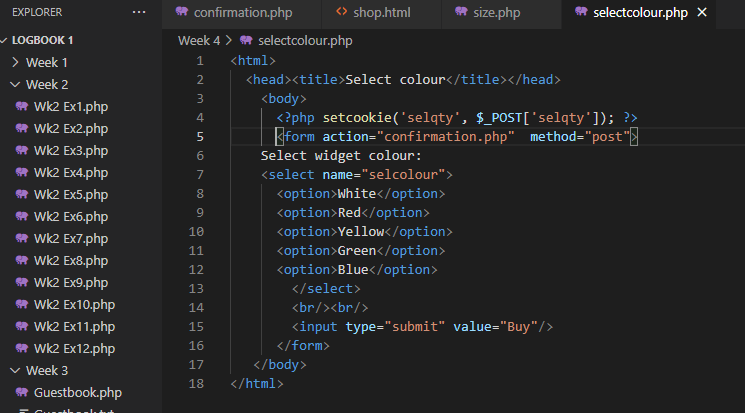 EXPLORER
LOGBOOK 1
Week 1
Week 2
Wk2 Ex1.php
Wk2 Ex2.php
Wk2 Ex3.php
Wk2 Ex4.php
Wk2 Ex5.php
Wk2 Ex6.php
Wk2 Ex7.php
Wk2 Ex8.php
Wk2 Ex9.php
Wk2 Ex10.php
Wk2 Ex11.php
Wk2 Ex12.php
Week 3
Guestbook.php
Guestbook.txt
confirmation.php <> shop.html size.php selectcolour.php
Week 4 > selectcolour.php
1 <html>
2 <head><title>Select colour</title></head>
3 <body>
4 <?php setcookie('selqty', $_POST['selqty']); ?>
5 <form action="confirmation.php"  method="post">
6 Select widget colour:
7 <select name="selcolour">
8 <option>White</option>
9 <option>Red</option>
10 <option>Yellow</option>
11 <option>Green</option>
12 <option>Blue</option>
13 </select>
14 <br/><br/>
15 <input type="submit" value="Buy"/>
16 </form>
17 </body>
18 </html>